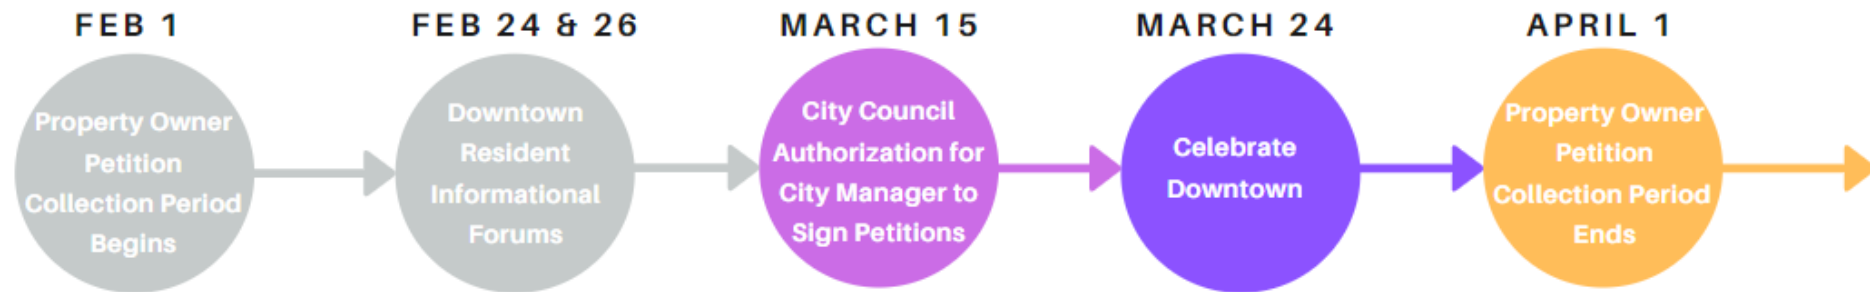 FEB 1
Property Owner
Petition
Collection Period
Begins
FEB 24 & 26
Downtown
Resident
Informational
Forums
MARCH 15
City Council
Authorization for
City Manager to
Sign Petitions
MARCH 24
Celebrate
Downtown
APRIL 1
Property Owner
Petition
Collection Period
Ends